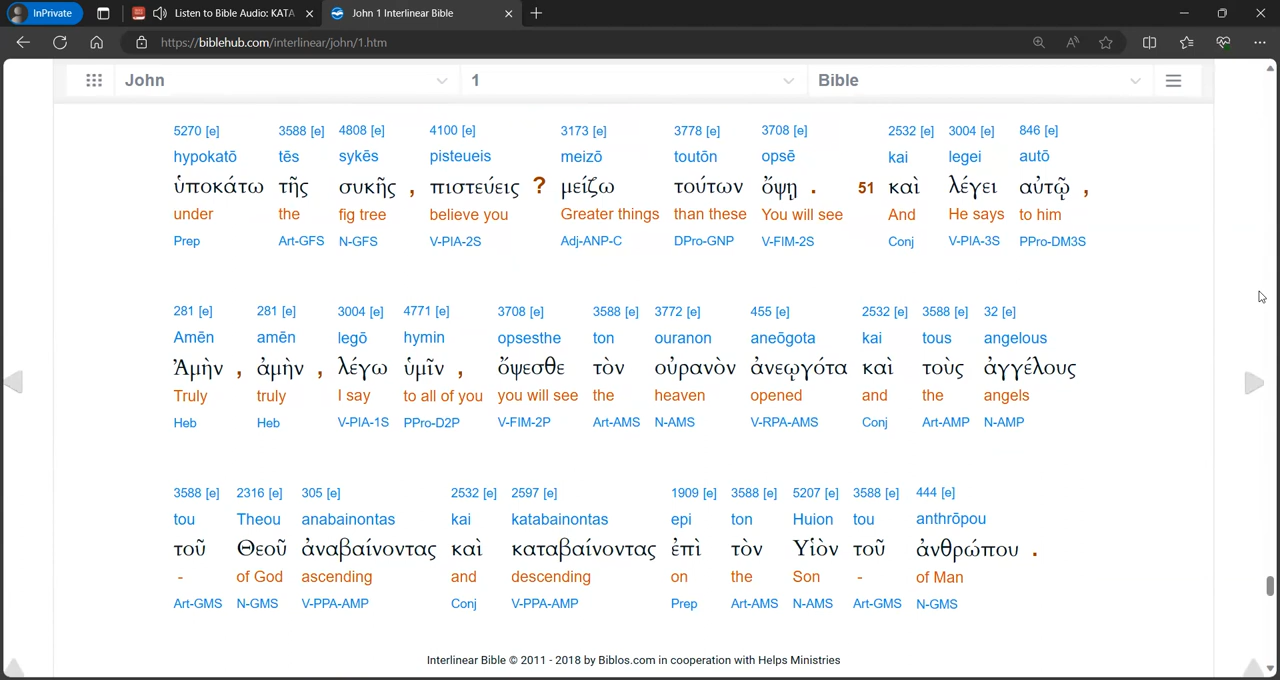 InPrivate Listen to Bible Audio: KATA John 1 Interlinear Bible
https://biblehub.com/interlinear/john/1.htm
John 1 Bible
5270 [e] 3588 [e] 4808 [e] 4100 [e] 3173 [e] 3778 [e] 3708 [e] 2532 [e] 3004 [e] 846 [e]
hypokatō tēs sykēs pisteueis meizō toutōn opsē kai legei autō
ὑποκάτω τῆς συκῆς , πιστεύεις ? μείζω τούτων ὄψῃ . 51 καὶ λέγει αὐτῷ ,
under the fig tree believe you Greater things than these You will see And He says to him
Prep Art-GFS N-GFS V-PIA-2S Adj-ANP-C DPro-GNP V-FIM-2S Conj V-PIA-3S PPro-DM3S
281 [e] 281 [e] 3004 [e] 4771 [e] 3708 [e] 3588 [e] 3772 [e] 455 [e] 2532 [e] 3588 [e] 32 [e]
Amēn amēn legō hymin opsesthe ton ouranon aneōgota kai tous angelous
Ἀμὴν , ἀμὴν , λέγω ὑμῖν , ὄψεσθε τὸν οὐρανὸν ἀνεῳγότα καὶ τοὺς ἀγγέλους
Truly truly I say to all of you you will see the heaven opened and the angels
Heb Heb V-PIA-1S PPro-D2P V-FIM-2P Art-AMS N-AMS V-RPA-AMS Conj Art-AMP N-AMP
3588 [e] 2316 [e] 305 [e] 2532 [e] 2597 [e] 1909 [e] 3588 [e] 5207 [e] 3588 [e] 444 [e]
tou Theou anabainontas kai katabainontas epi ton Huion tou anthrōpou
τοῦ Θεοῦ ἀναβαίνοντας καὶ καταβαίνοντας ἐπὶ τὸν Υἱὸν τοῦ ἀνθρώπου .
- of God ascending and descending on the Son - of Man
Art-GMS N-GMS V-PPA-AMP Conj V-PPA-AMP Prep Art-AMS N-AMS Art-GMS N-GMS
Interlinear Bible © 2011 - 2018 by Biblos.com in cooperation with Helps Ministries